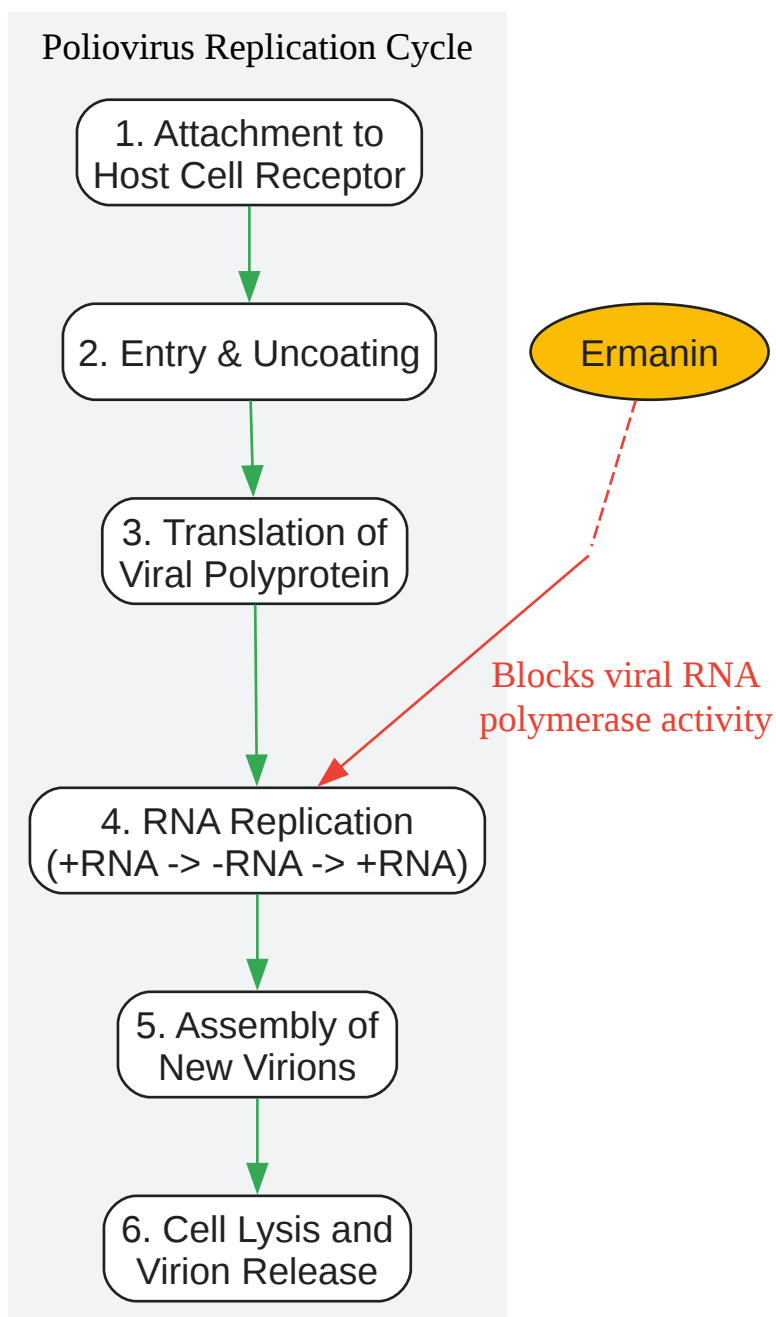 Poliovirus Replication Cycle
1. Attachment to
Host Cell Receptor
2. Entry & Uncoating
Ermanin
3. Translation of
Viral Polyprotein
Blocks viral RNA
polymerase activity
4. RNA Replication
(+RNA -> -RNA -> +RNA)
5. Assembly of
New Virions
6. Cell Lysis and
Virion Release